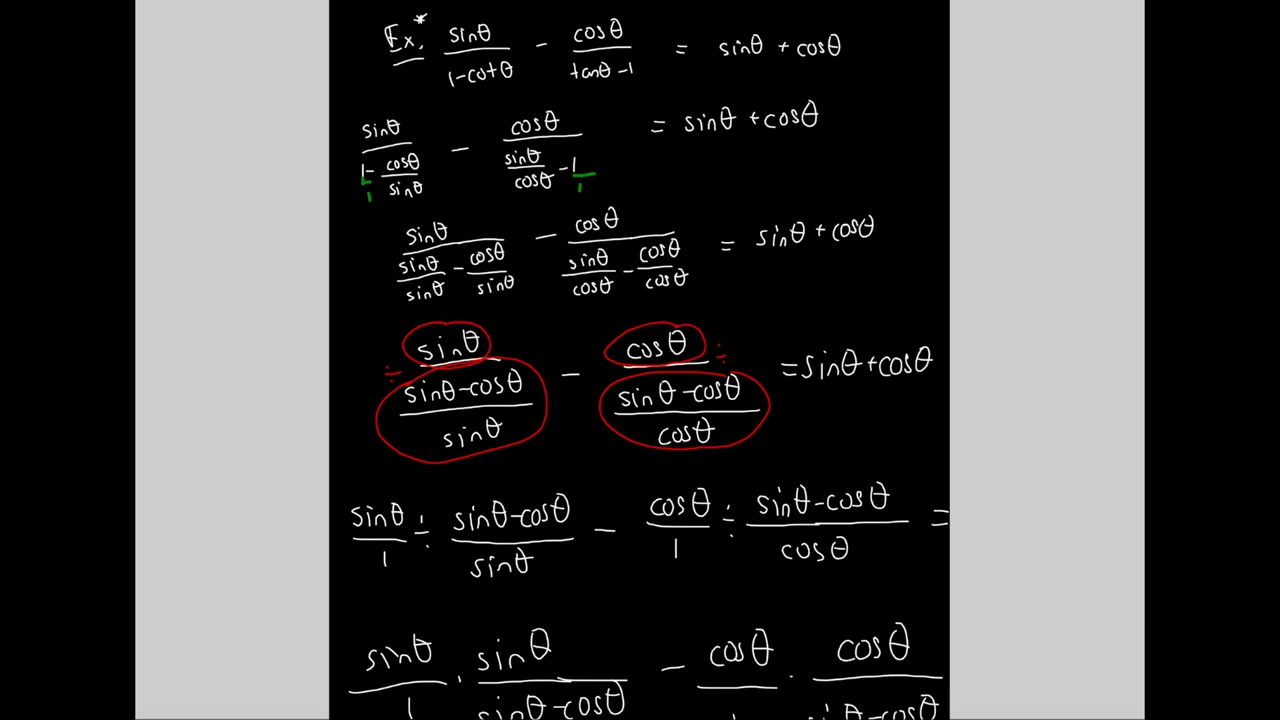 Ex.* sinθ/(1-cotθ) - cosθ/(tanθ-1) = sinθ + cosθ
sinθ/(1/1 - cosθ/sinθ) - cosθ/(sinθ/cosθ - 1/1) = sinθ + cosθ
sinθ/(sinθ/sinθ - cosθ/sinθ) - cosθ/(sinθ/cosθ - cosθ/cosθ) = sinθ + cosθ
÷ sinθ/((sinθ-cosθ)/sinθ) - cosθ/((sinθ-cosθ)/cosθ) ÷ = sinθ+cosθ
sinθ/1 ÷ (sinθ-cosθ)/sinθ - cosθ/1 ÷ (sinθ-cosθ)/cosθ =
sinθ/1 · sinθ/(sinθ-cosθ) - cosθ/1 · cosθ/(sinθ-cosθ)